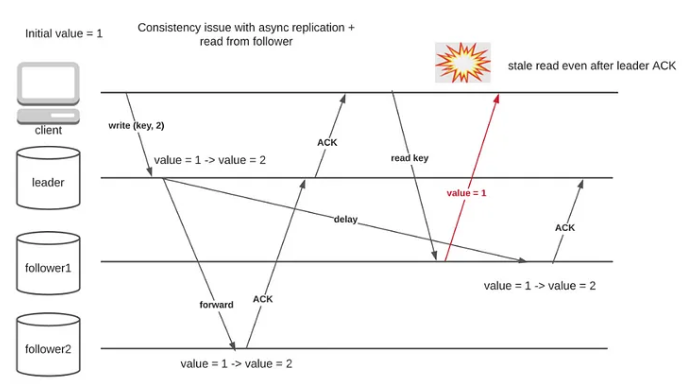 Initial value = 1
Consistency issue with async replication +
read from follower
stale read even after leader ACK
client
write (key, 2)
value = 1 -> value = 2
ACK
read key
leader
value = 1
delay
ACK
follower1
value = 1 -> value = 2
forward
ACK
follower2
value = 1 -> value = 2